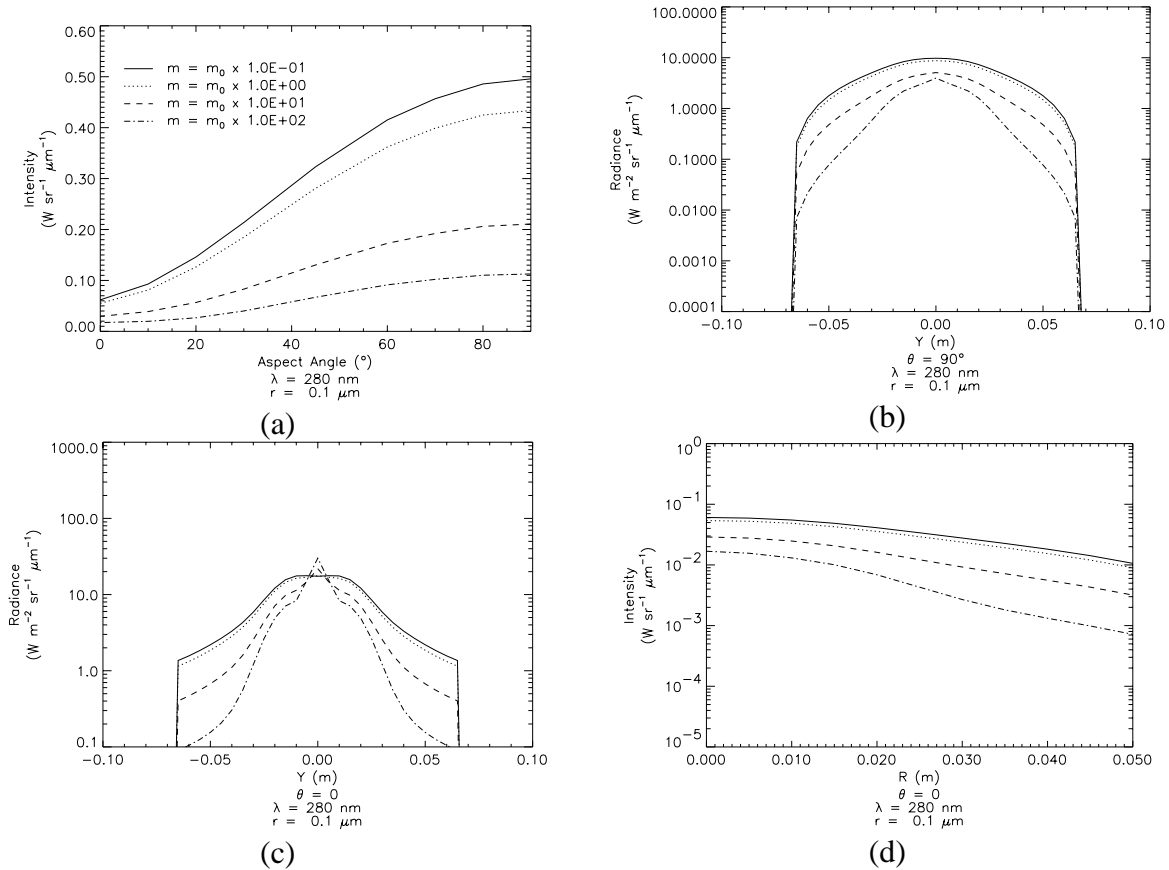 0.60
0.50
0.40
0.30
0.20
0.10
0.00
Intensity
(W sr⁻¹ μm⁻¹)
m = m₀ x 1.0E−01
m = m₀ x 1.0E+00
m = m₀ x 1.0E+01
m = m₀ x 1.0E+02
0 20 40 60 80
Aspect Angle (°)
λ = 280 nm
r = 0.1 μm
(a)
100.0000
10.0000
1.0000
0.1000
0.0100
0.0010
0.0001
Radiance
(W m⁻² sr⁻¹ μm⁻¹)
−0.10 −0.05 0.00 0.05 0.10
Y (m)
θ = 90°
λ = 280 nm
r = 0.1 μm
(b)
1000.0
100.0
10.0
1.0
0.1
Radiance
(W m⁻² sr⁻¹ μm⁻¹)
−0.10 −0.05 0.00 0.05 0.10
Y (m)
θ = 0
λ = 280 nm
r = 0.1 μm
(c)
10⁰
10⁻¹
10⁻²
10⁻³
10⁻⁴
10⁻⁵
Intensity
(W sr⁻¹ μm⁻¹)
0.000 0.010 0.020 0.030 0.040 0.050
R (m)
θ = 0
λ = 280 nm
r = 0.1 μm
(d)